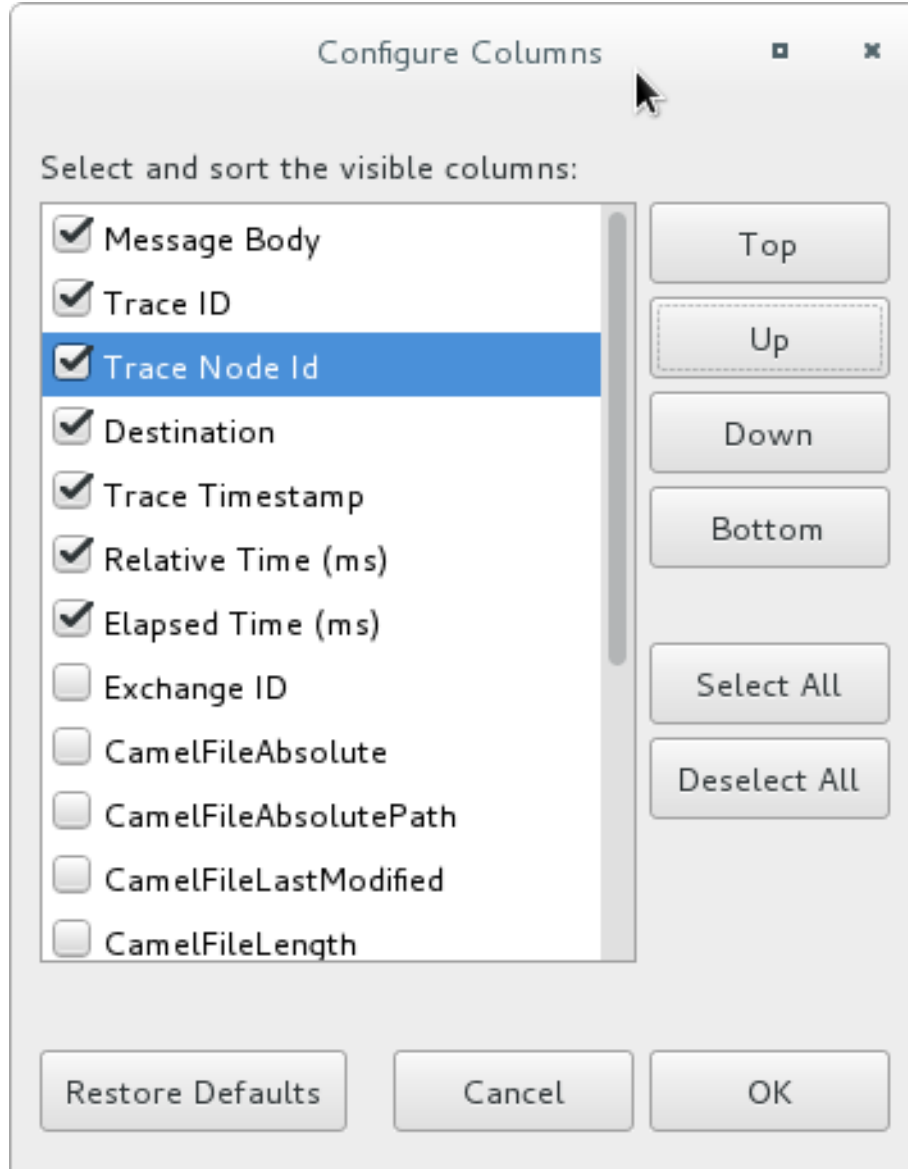 Configure Columns
Select and sort the visible columns:
Message Body
Trace ID
Trace Node Id
Destination
Trace Timestamp
Relative Time (ms)
Elapsed Time (ms)
Exchange ID
CamelFileAbsolute
CamelFileAbsolutePath
CamelFileLastModified
CamelFileLength
Top
Up
Down
Bottom
Select All
Deselect All
Restore Defaults
Cancel
OK